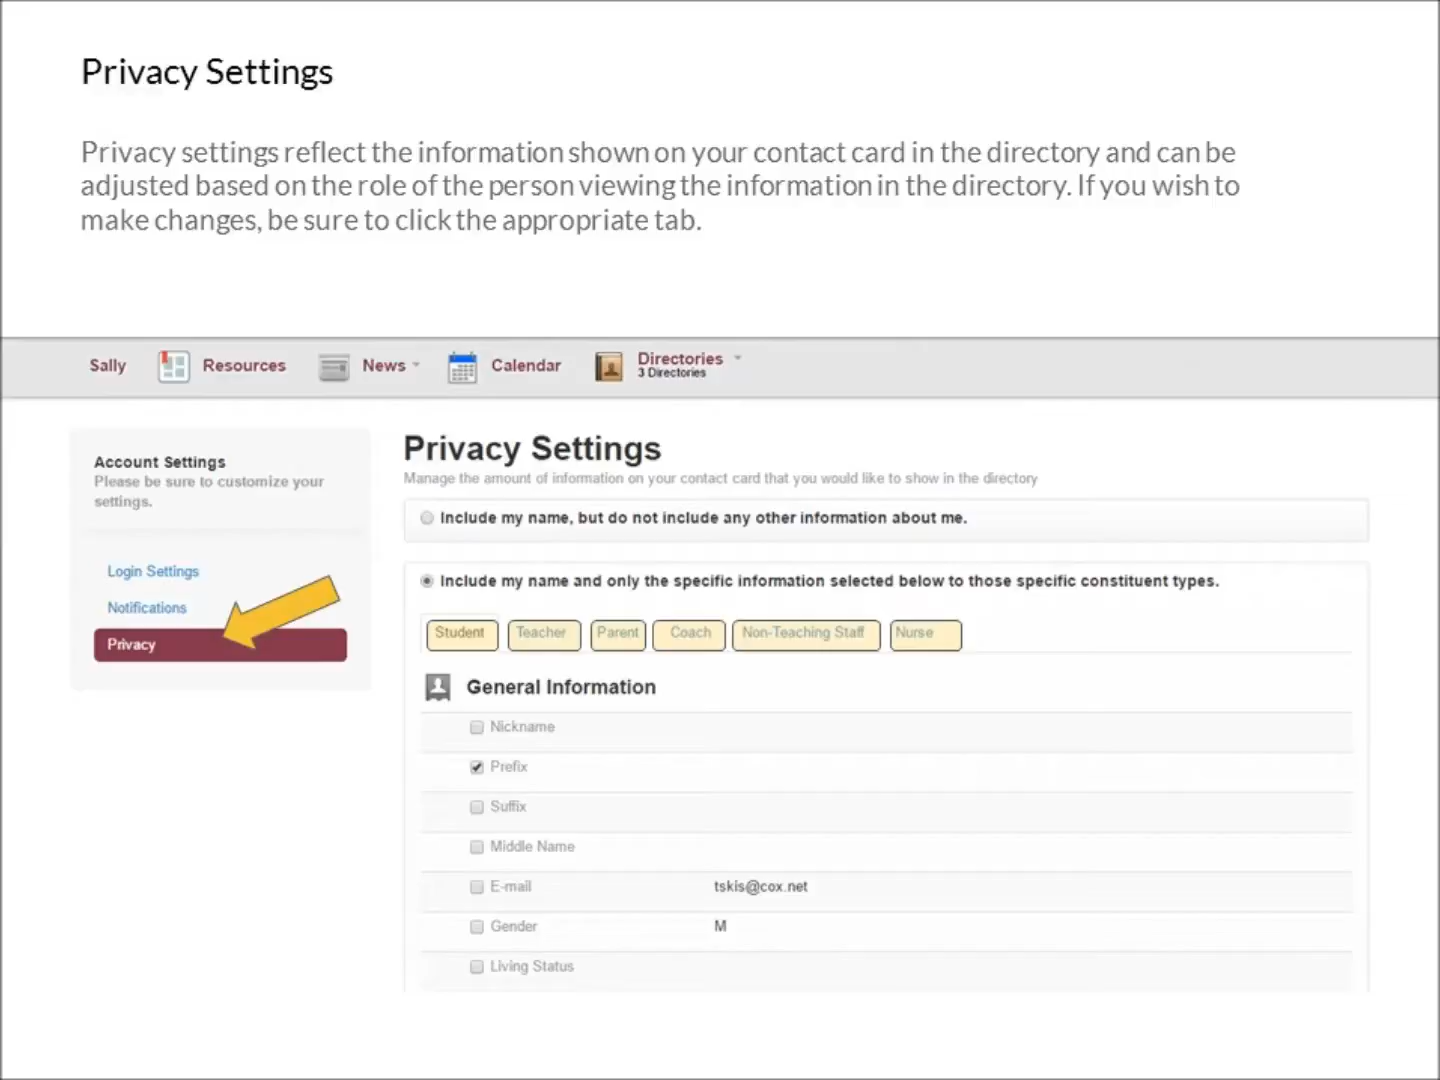 Privacy Settings
Privacy settings reflect the information shown on your contact card in the directory and can be
adjusted based on the role of the person viewing the information in the directory. If you wish to
make changes, be sure to click the appropriate tab.
Sally Resources News Calendar Directories
3 Directories
Account Settings
Please be sure to customize your
settings.
Login Settings
Notifications
Privacy
Privacy Settings
Manage the amount of information on your contact card that you would like to show in the directory
Include my name, but do not include any other information about me.
Include my name and only the specific information selected below to those specific constituent types.
Student Teacher Parent Coach Non-Teaching Staff Nurse
General Information
Nickname
Prefix
Suffix
Middle Name
E-mail tskis@cox.net
Gender M
Living Status